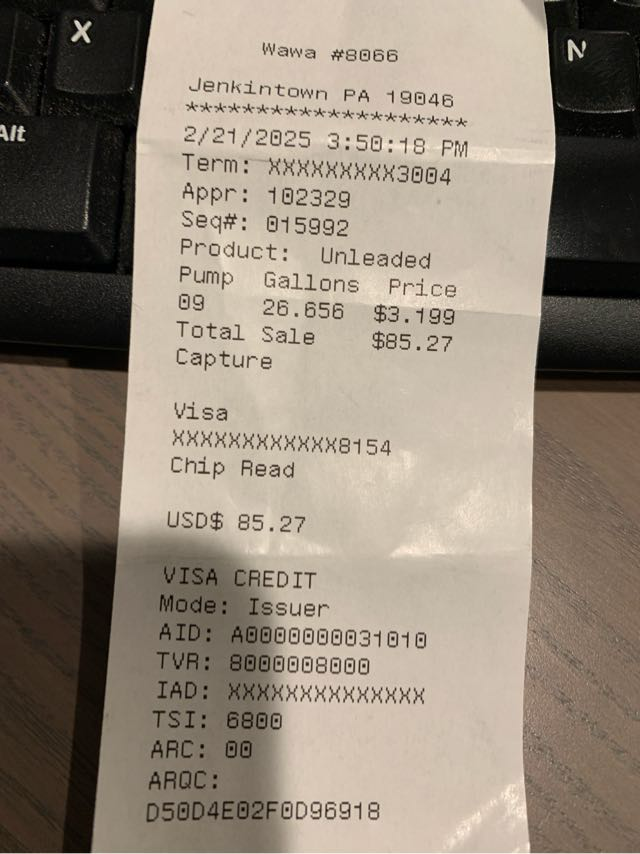 X
N
Alt
Wawa #8066
Jenkintown PA 19046
********************
2/21/2025 3:50:18 PM
Term: XXXXXXXXX3004
Appr: 102329
Seq#: 015992
Product: Unleaded
Pump Gallons Price
09 26.656 $3.199
Total Sale $85.27
Capture
Visa
XXXXXXXXXXXX8154
Chip Read
USD$ 85.27
VISA CREDIT
Mode: Issuer
AID: A0000000031010
TVR: 8000008000
IAD: XXXXXXXXXXXXXX
TSI: 6800
ARC: 00
ARQC:
D50D4E02F0D96918